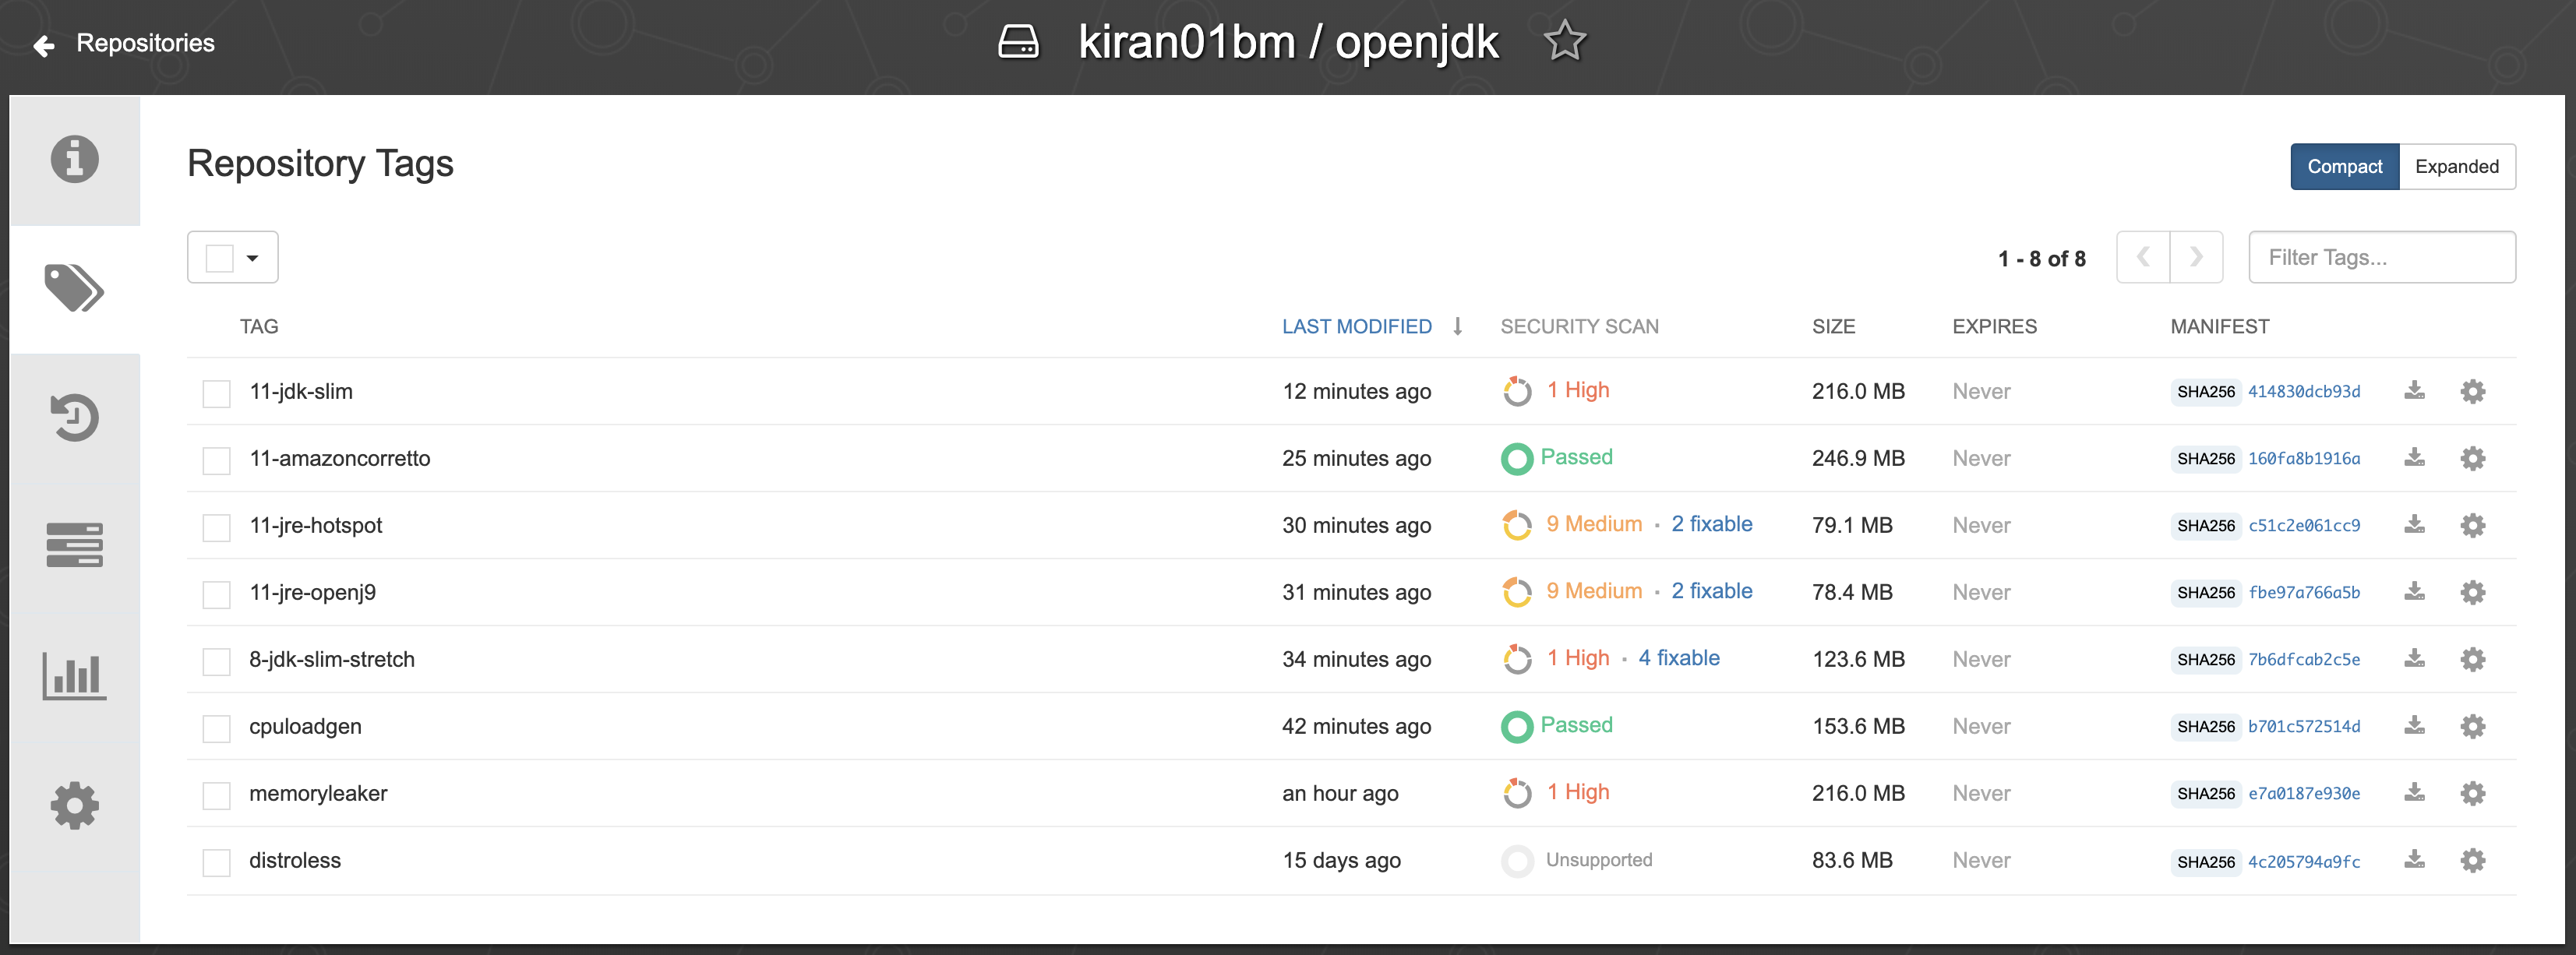 Repositories
kiran01bm / openjdk
Repository Tags
Compact Expanded
1 - 8 of 8 Filter Tags...
TAG LAST MODIFIED ↓ SECURITY SCAN SIZE EXPIRES MANIFEST
11-jdk-slim 12 minutes ago 1 High 216.0 MB Never SHA256 414830dcb93d
11-amazoncorretto 25 minutes ago Passed 246.9 MB Never SHA256 160fa8b1916a
11-jre-hotspot 30 minutes ago 9 Medium · 2 fixable 79.1 MB Never SHA256 c51c2e061cc9
11-jre-openj9 31 minutes ago 9 Medium · 2 fixable 78.4 MB Never SHA256 fbe97a766a5b
8-jdk-slim-stretch 34 minutes ago 1 High · 4 fixable 123.6 MB Never SHA256 7b6dfcab2c5e
cpuloadgen 42 minutes ago Passed 153.6 MB Never SHA256 b701c572514d
memoryleaker an hour ago 1 High 216.0 MB Never SHA256 e7a0187e930e
distroless 15 days ago Unsupported 83.6 MB Never SHA256 4c205794a9fc